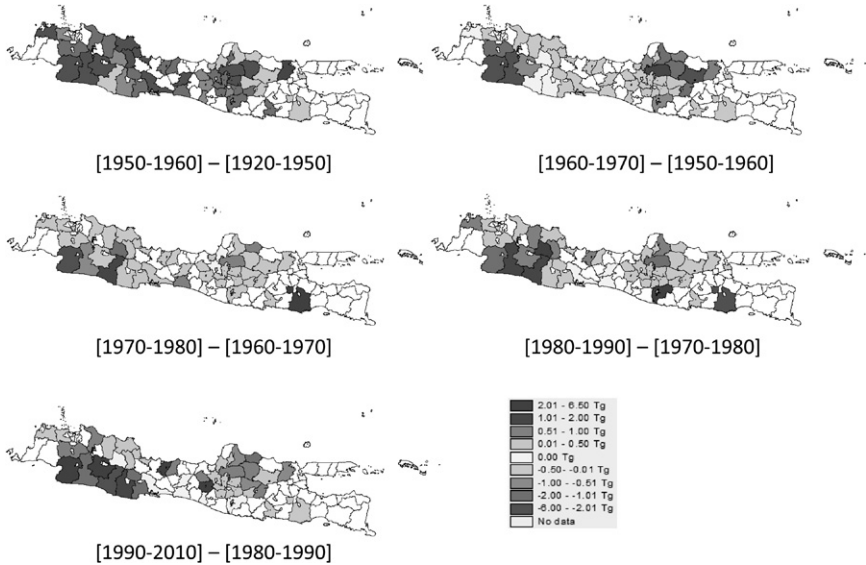 [1950-1960] – [1920-1950]
[1960-1970] – [1950-1960]
[1970-1980] – [1960-1970]
[1980-1990] – [1970-1980]
2.01 - 6.50 Tg
1.01 - 2.00 Tg
0.51 - 1.00 Tg
0.01 - 0.50 Tg
0.00 Tg
-0.50 - -0.01 Tg
-1.00 - -0.51 Tg
-2.00 - -1.01 Tg
-6.00 - -2.01 Tg
No data
[1990-2010] – [1980-1990]